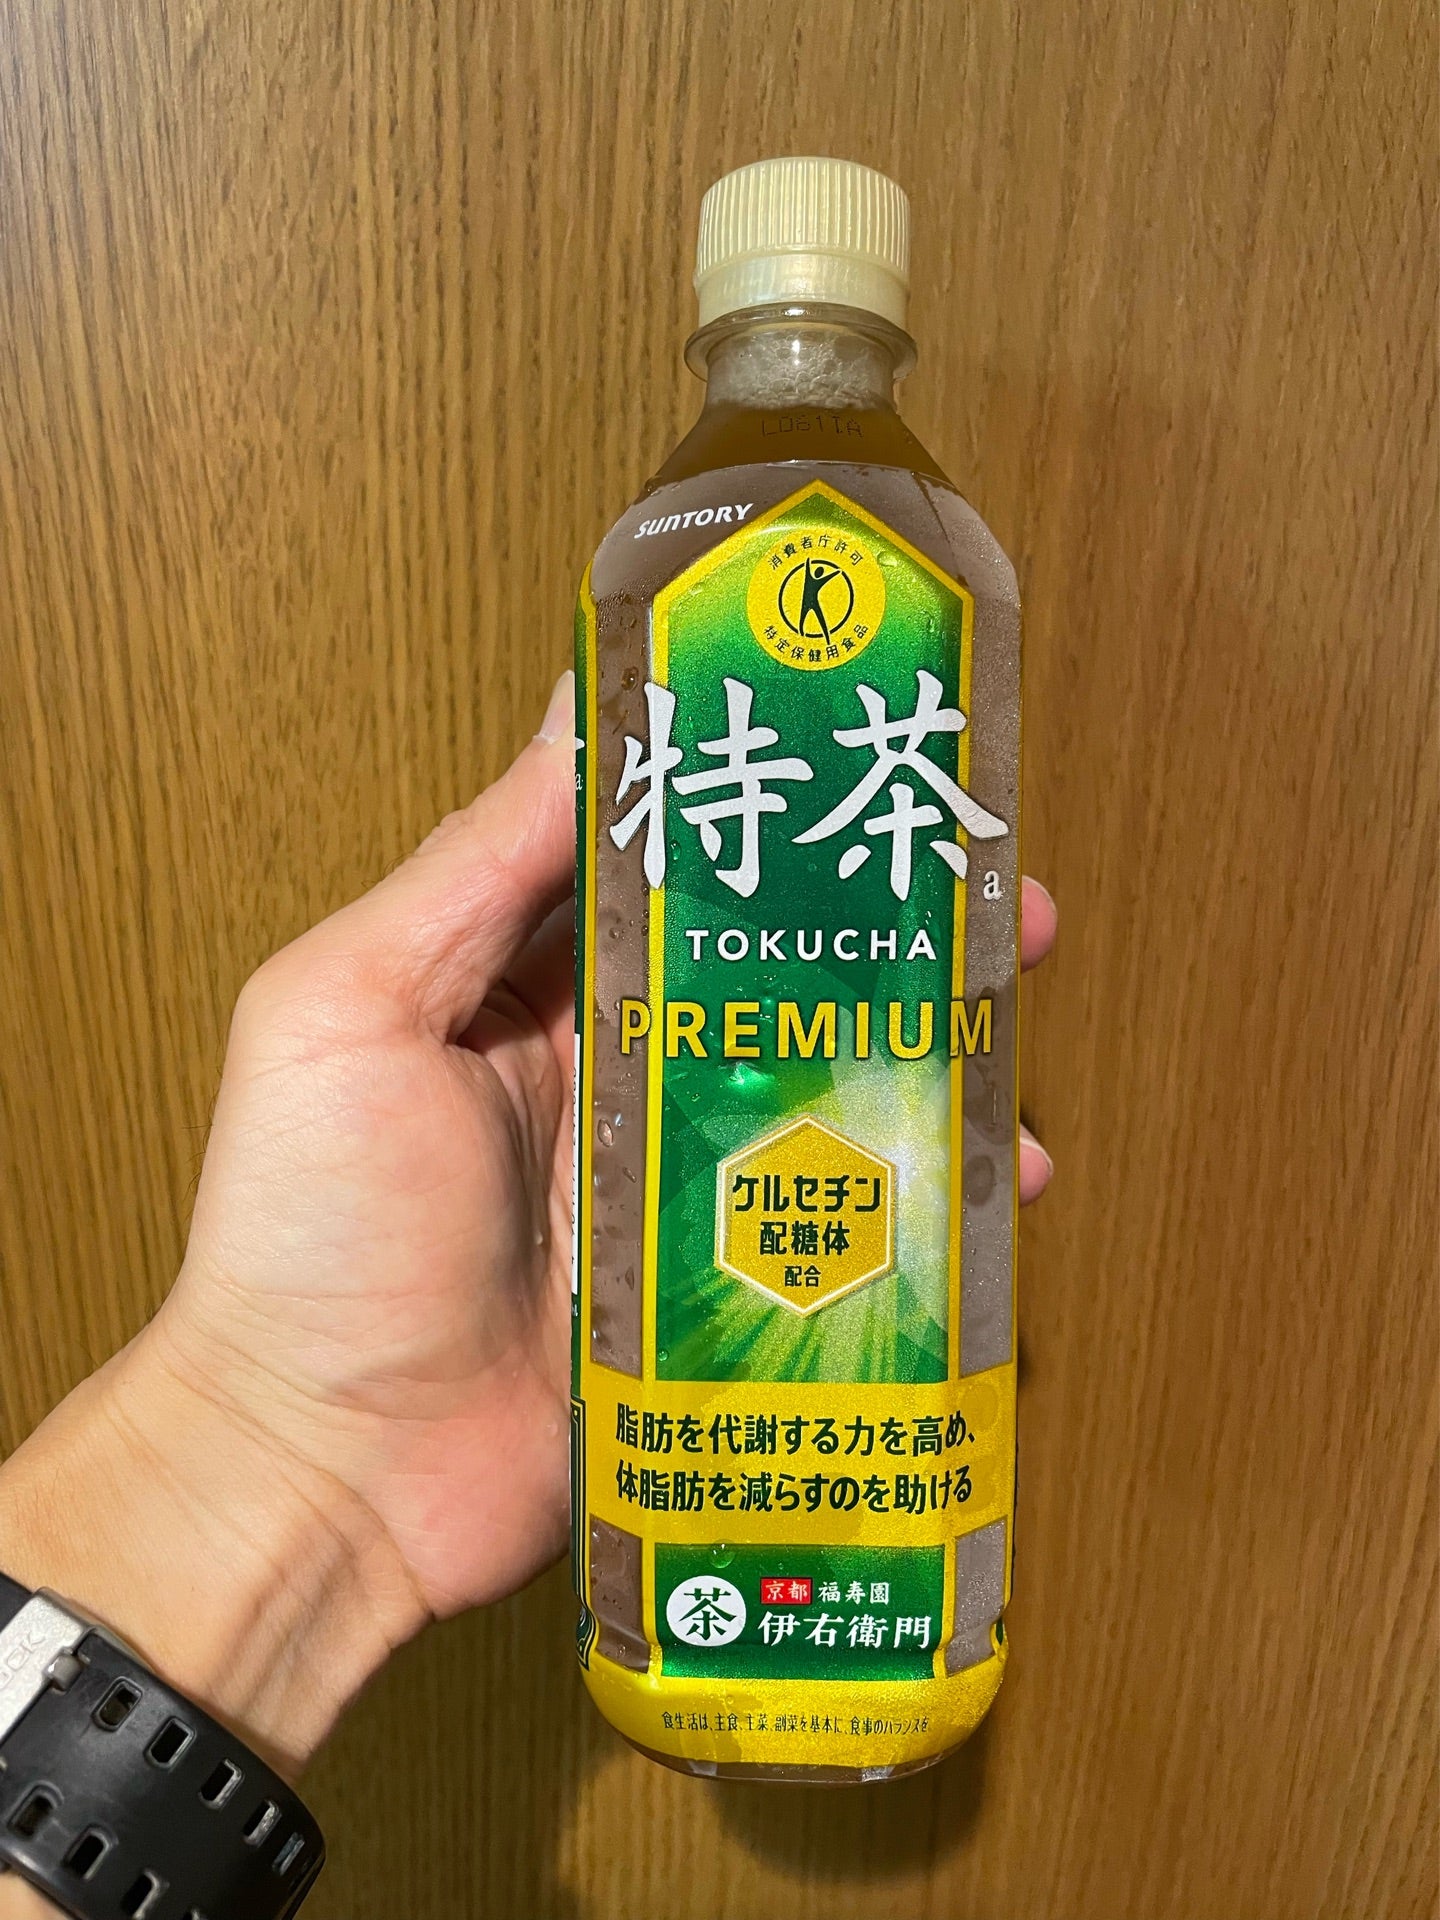 LD61IA
SUNTORY
消費者庁許可
特定保健用食品
特茶
a
TOKUCHA
PREMIUM
ケルセチン
配糖体
配合
脂肪を代謝する力を高め、
体脂肪を減らすのを助ける
茶
京都 福寿園
伊右衛門
食生活は、主食、主菜、副菜を基本に、食事のバランスを